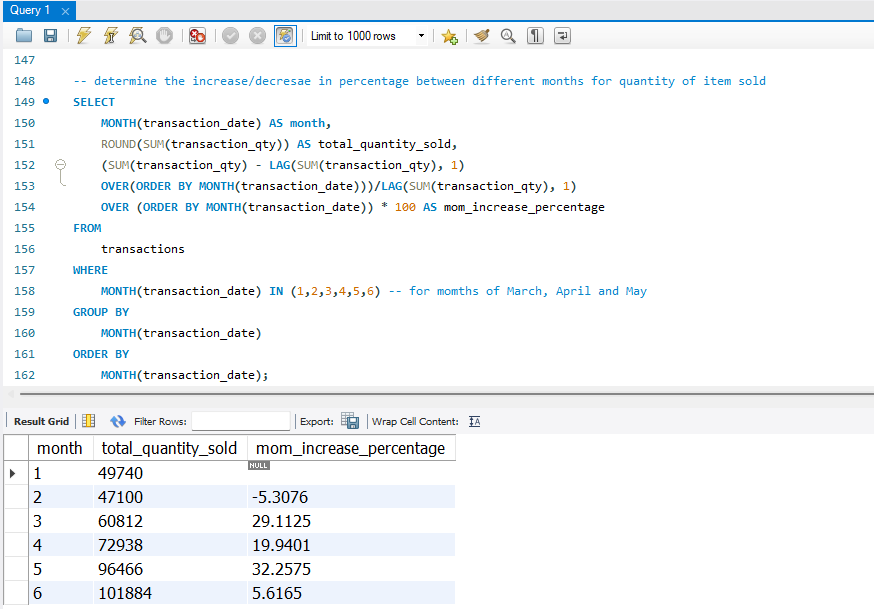 Query 1
Limit to 1000 rows
147
148 -- determine the increase/decresae in percentage between different months for quantity of item sold
149 SELECT
150 MONTH(transaction_date) AS month,
151 ROUND(SUM(transaction_qty)) AS total_quantity_sold,
152 (SUM(transaction_qty) - LAG(SUM(transaction_qty), 1)
153 OVER(ORDER BY MONTH(transaction_date)))/LAG(SUM(transaction_qty), 1)
154 OVER (ORDER BY MONTH(transaction_date)) * 100 AS mom_increase_percentage
155 FROM
156 transactions
157 WHERE
158 MONTH(transaction_date) IN (1,2,3,4,5,6) -- for momths of March, April and May
159 GROUP BY
160 MONTH(transaction_date)
161 ORDER BY
162 MONTH(transaction_date);
Result Grid Filter Rows: Export: Wrap Cell Content:
month total_quantity_sold mom_increase_percentage
1 49740 NULL
2 47100 -5.3076
3 60812 29.1125
4 72938 19.9401
5 96466 32.2575
6 101884 5.6165